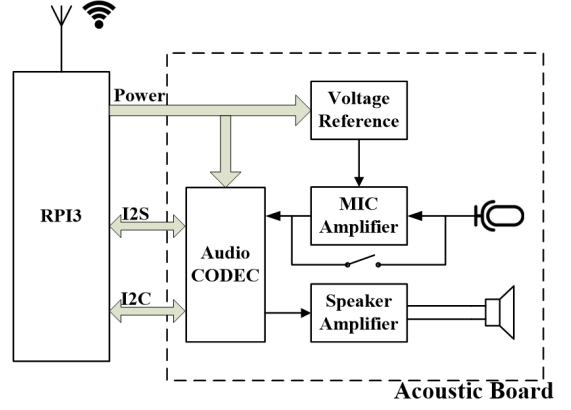 Power
Voltage
Reference
RPI3
I2S
MIC
Amplifier
Audio
CODEC
I2C
Speaker
Amplifier
Acoustic Board